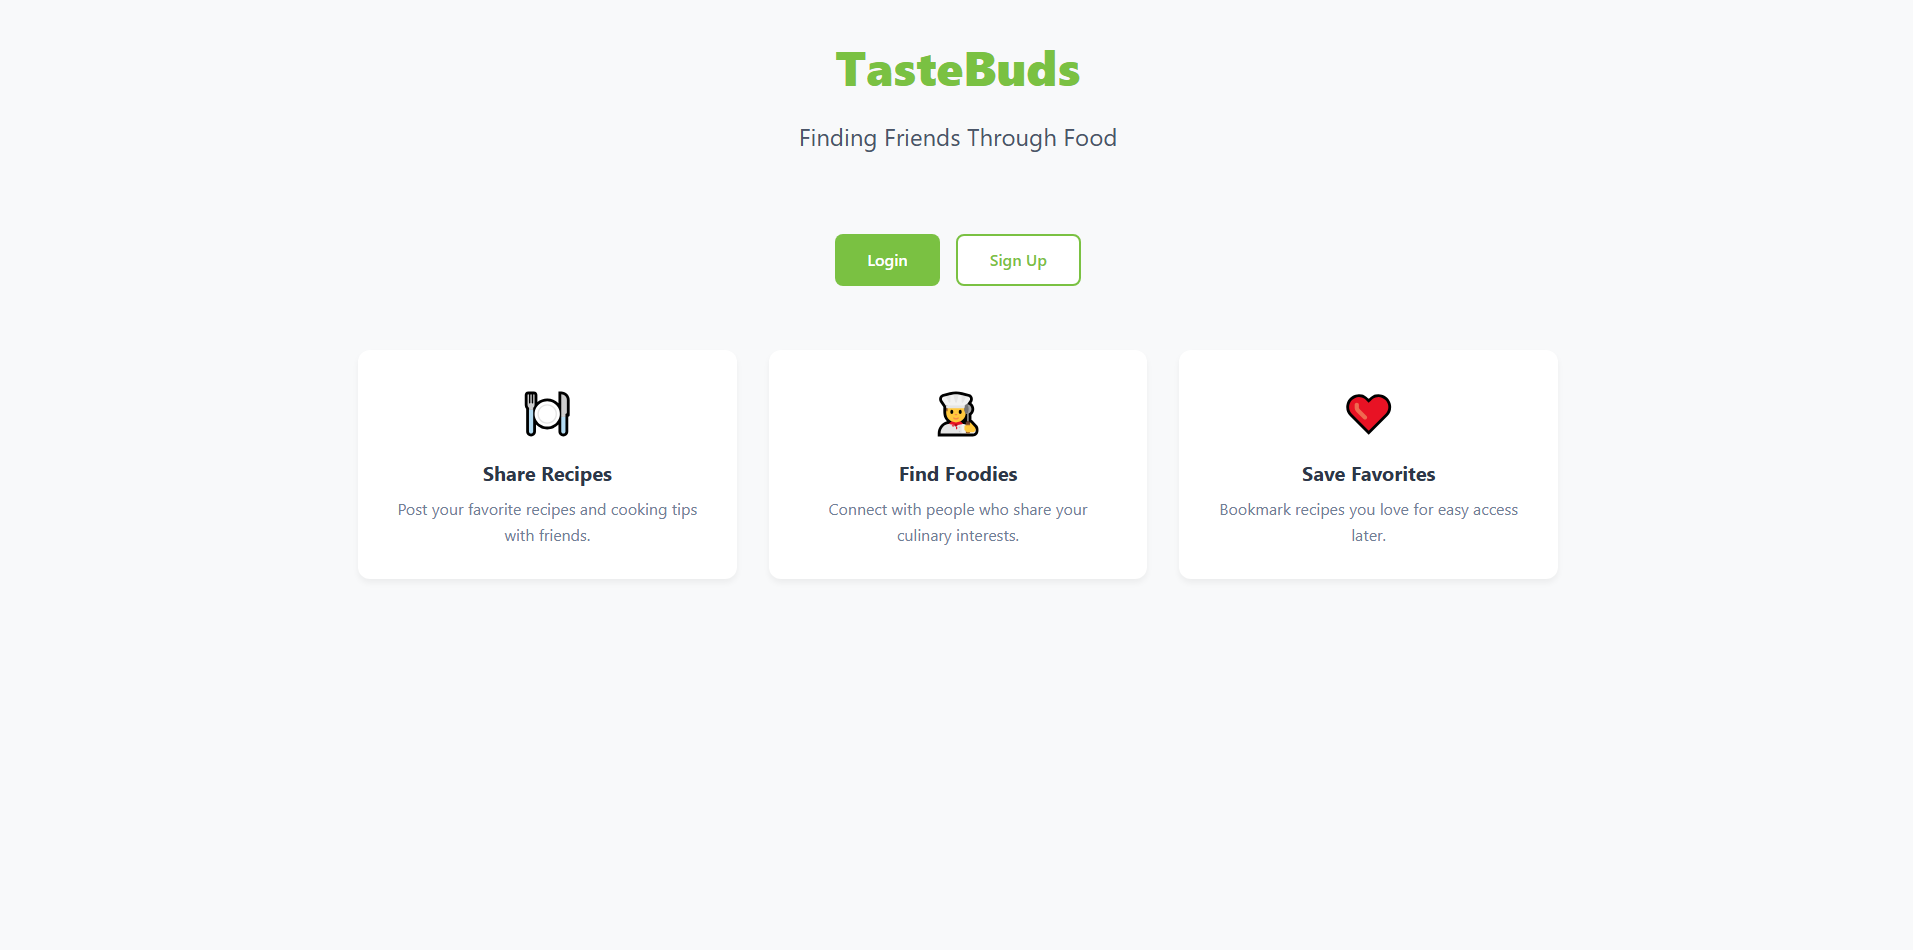 TasteBuds
Finding Friends Through Food
Login
Sign Up
Share Recipes
Post your favorite recipes and cooking tips
with friends.
Find Foodies
Connect with people who share your
culinary interests.
Save Favorites
Bookmark recipes you love for easy access
later.